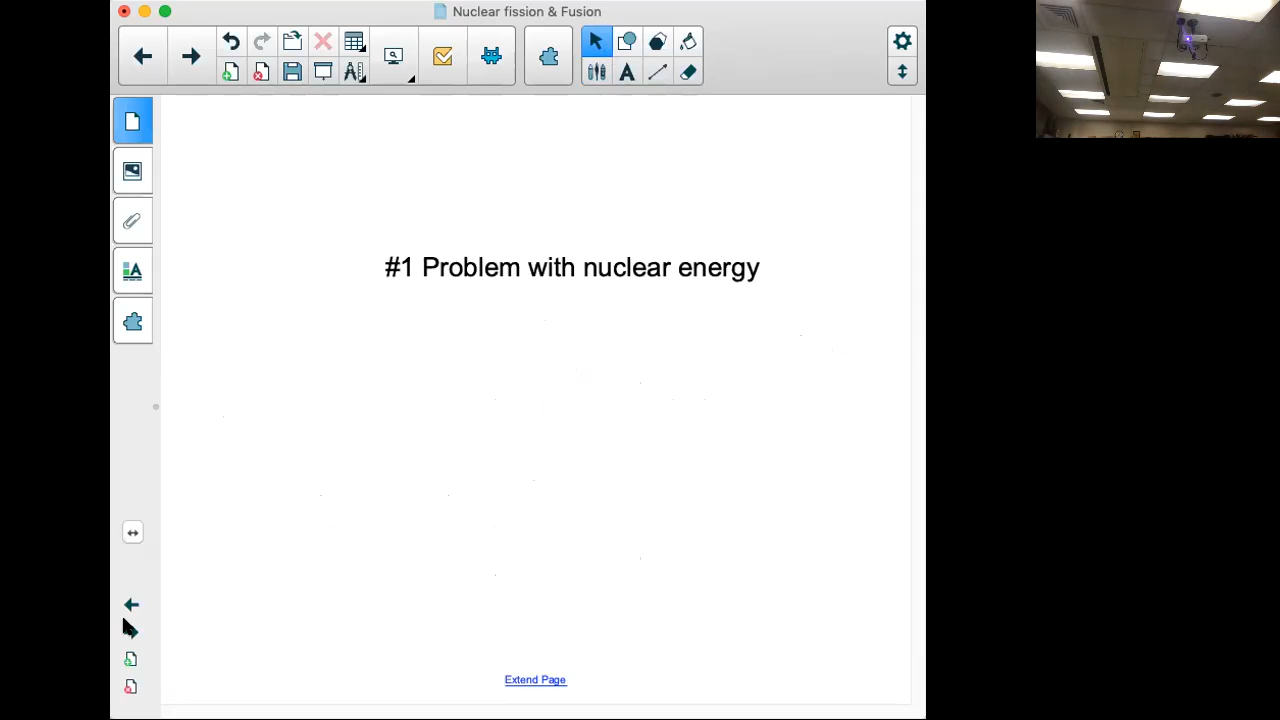 Nuclear fission & Fusion
#1 Problem with nuclear energy
Extend Page